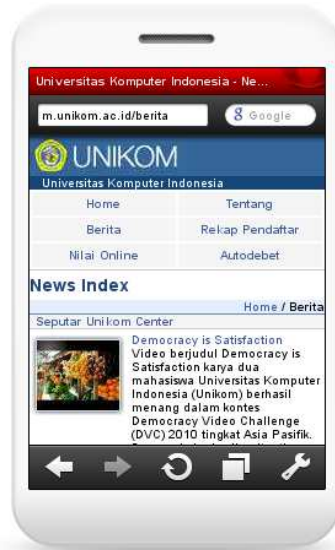 Universitas Komputer Indonesia - Ne...
m.unikom.ac.id/berita
8 Google
UNIKOM
Universitas Komputer Indonesia
Home Tentang
Berita Rekap Pendaftar
Nilai Online Autodebet
News Index
Home / Berita
Seputar Unikom Center
Democracy is Satisfaction
Video berjudul Democracy is
Satisfaction karya dua
mahasiswa Universitas Komputer
Indonesia (Unikom) berhasil
menang dalam kontes
Democracy Video Challenge
(DVC) 2010 tingkat Asia Pasifik.